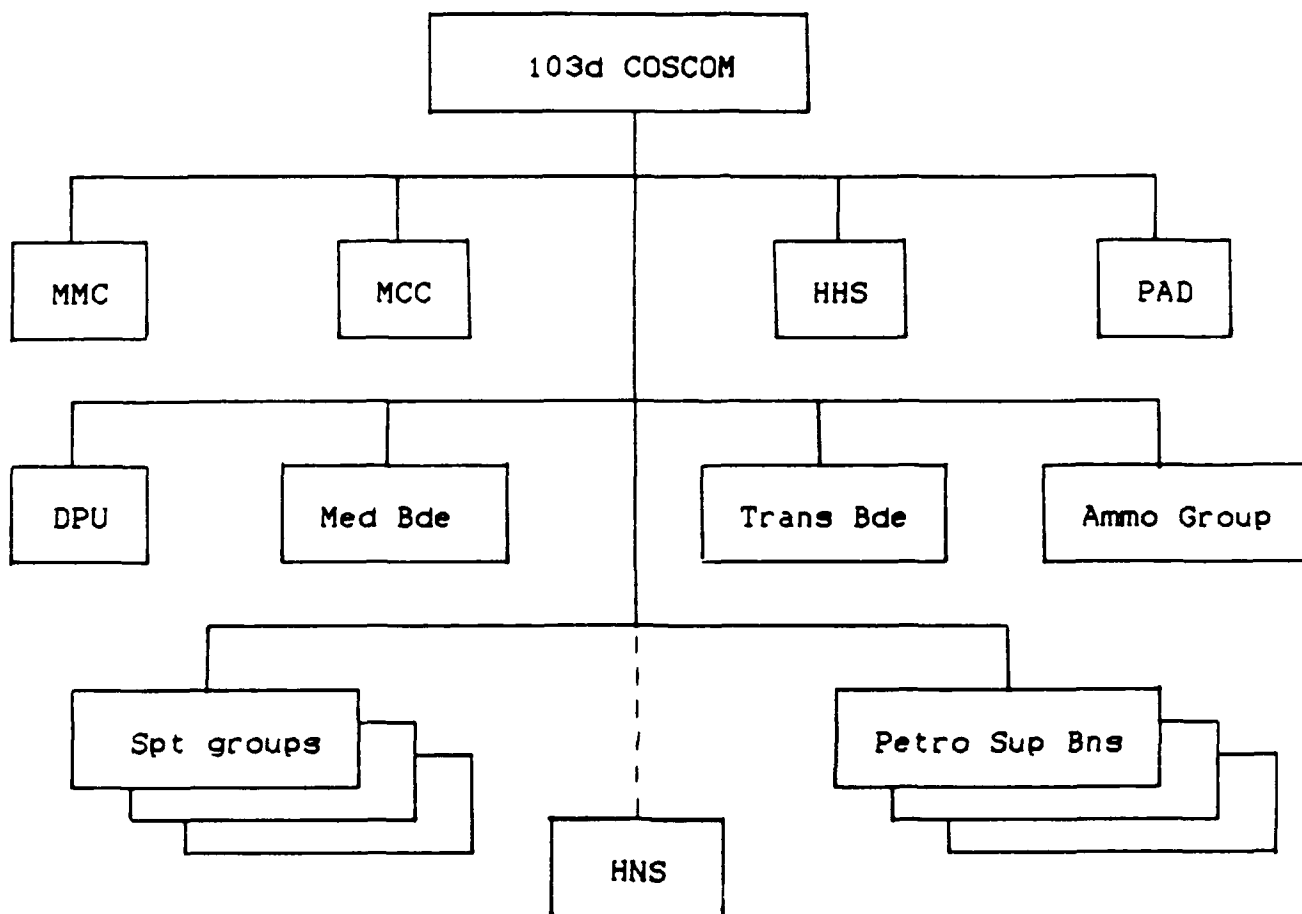 103d COSCOM
MMC
MCC
HHS
PAD
DPU
Med Bde
Trans Bde
Ammo Group
Spt groups
Petro Sup Bns
HNS